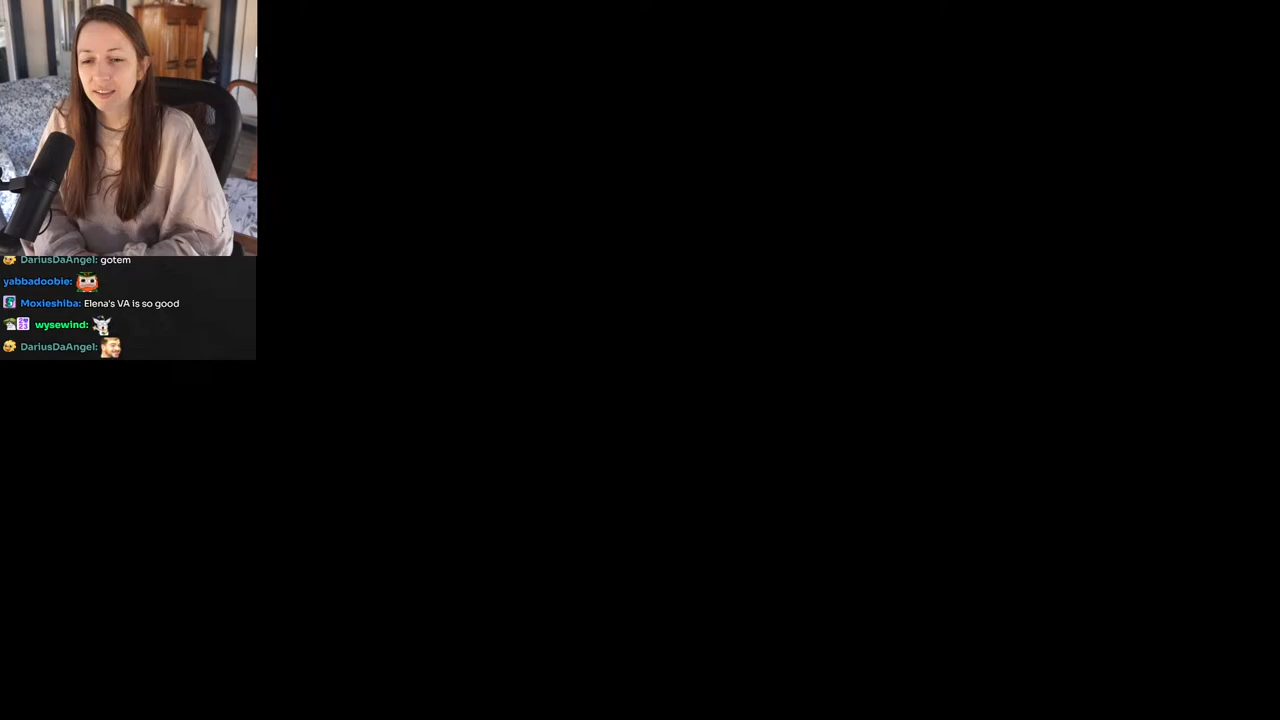 DariusDaAngel: gotem
yabbadoobie:
Moxieshiba: Elena's VA is so good
wysewind:
DariusDaAngel: